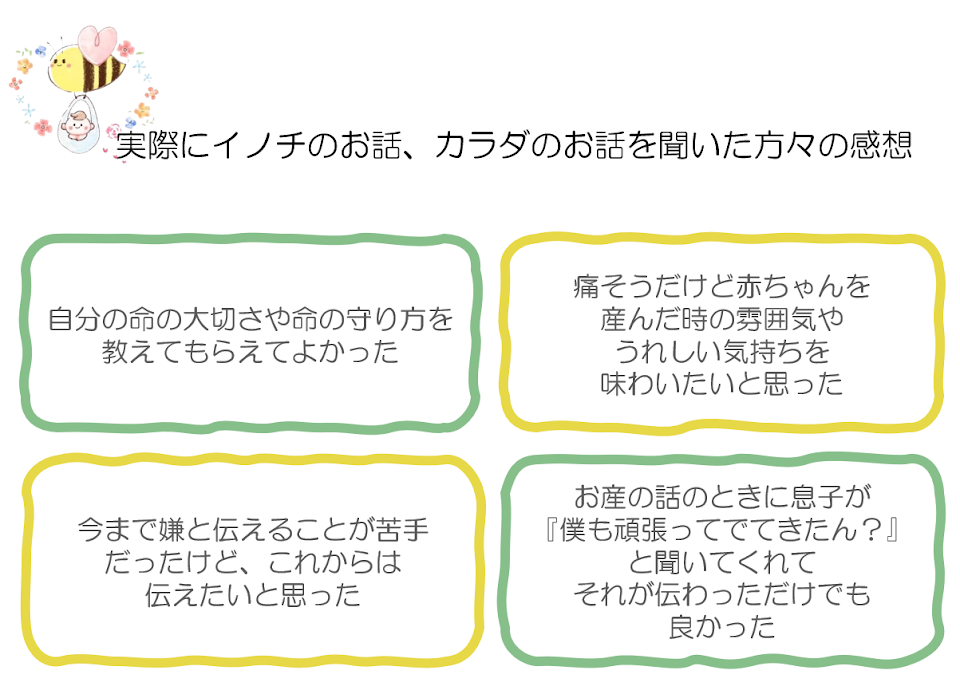 実際にイノチのお話、カラダのお話を聞いた方々の感想
自分の命の大切さや命の守り方を
教えてもらえてよかった
痛そうだけど赤ちゃんを
産んだ時の雰囲気や
うれしい気持ちを
味わいたいと思った
今まで嫌と伝えることが苦手
だったけど、これからは
伝えたいと思った
お産の話のときに息子が
『僕も頑張ってでてきたん？』
と聞いてくれて
それが伝わっただけでも
良かった